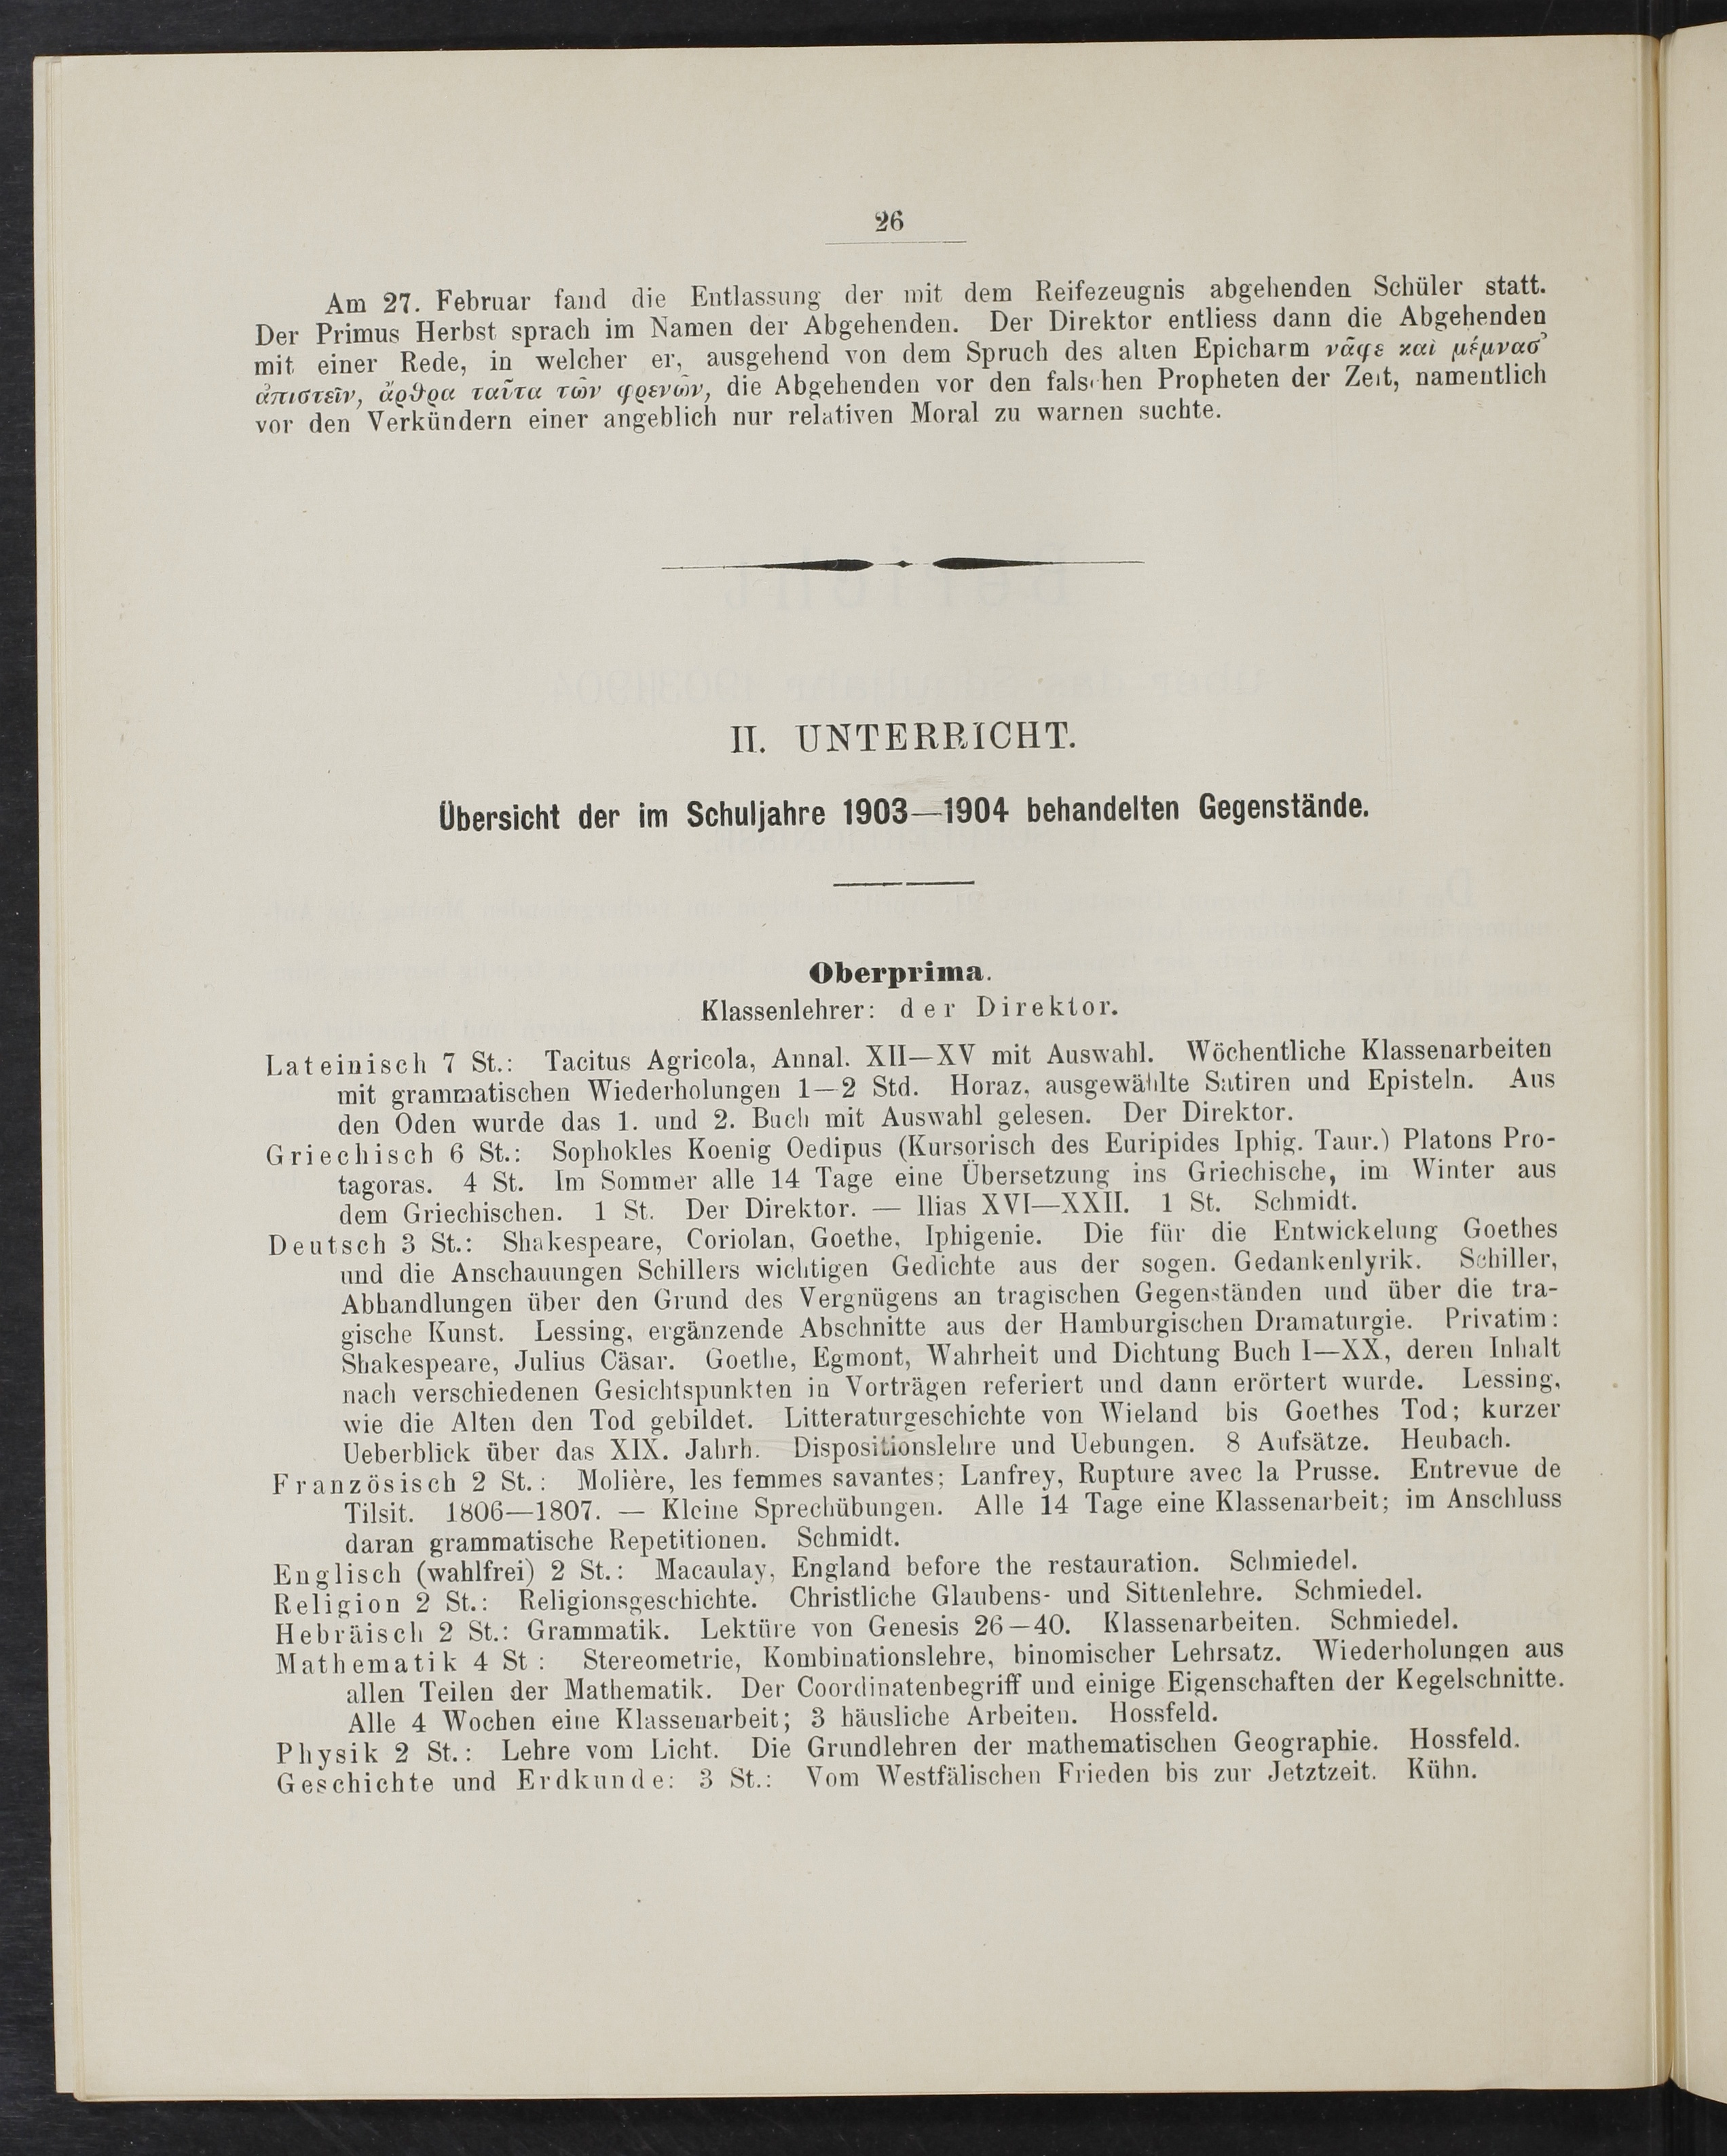 26
Am 27. Februar fand die Entlassung der mit dem Reifezeugnis abgehenden Schüler statt.
Der Primus Herbst sprach im Namen der Abgehenden. Der Direktor entliess dann die Abgehenden
mit einer Rede, in welcher er, ausgehend von dem Spruch des alten Epicharm νᾶφε καὶ μέμνασ᾽
ἀπιστεῖν, ἄρθρα ταῦτα τῶν φρενῶν, die Abgehenden vor den falschen Propheten der Zeit, namentlich
vor den Verkündern einer angeblich nur relativen Moral zu warnen suchte.
II. UNTERRICHT.
Übersicht der im Schuljahre 1903—1904 behandelten Gegenstände.
Oberprima.
Klassenlehrer: der Direktor.
Lateinisch 7 St.: Tacitus Agricola, Annal. XII—XV mit Auswahl. Wöchentliche Klassenarbeiten
mit grammatischen Wiederholungen 1—2 Std. Horaz, ausgewählte Satiren und Episteln. Aus
den Oden wurde das 1. und 2. Buch mit Auswahl gelesen. Der Direktor.
Griechisch 6 St.: Sophokles Koenig Oedipus (Kursorisch des Euripides Iphig. Taur.) Platons Pro-
tagoras. 4 St. Im Sommer alle 14 Tage eine Übersetzung ins Griechische, im Winter aus
dem Griechischen. 1 St. Der Direktor. — Ilias XVI—XXII. 1 St. Schmidt.
Deutsch 3 St.: Shakespeare, Coriolan, Goethe, Iphigenie. Die für die Entwickelung Goethes
und die Anschauungen Schillers wichtigen Gedichte aus der sogen. Gedankenlyrik. Schiller,
Abhandlungen über den Grund des Vergnügens an tragischen Gegenständen und über die tra-
gische Kunst. Lessing, ergänzende Abschnitte aus der Hamburgischen Dramaturgie. Privatim:
Shakespeare, Julius Cäsar. Goethe, Egmont, Wahrheit und Dichtung Buch I—XX, deren Inhalt
nach verschiedenen Gesichtspunkten in Vorträgen referiert und dann erörtert wurde. Lessing,
wie die Alten den Tod gebildet. Litteraturgeschichte von Wieland bis Goethes Tod; kurzer
Ueberblick über das XIX. Jahrh. Dispositionslehre und Uebungen. 8 Aufsätze. Heubach.
Französisch 2 St.: Molière, les femmes savantes; Lanfrey, Rupture avec la Prusse. Entrevue de
Tilsit. 1806—1807. — Kleine Sprechübungen. Alle 14 Tage eine Klassenarbeit; im Anschluss
daran grammatische Repetitionen. Schmidt.
Englisch (wahlfrei) 2 St.: Macaulay, England before the restauration. Schmiedel.
Religion 2 St.: Religionsgeschichte. Christliche Glaubens- und Sittenlehre. Schmiedel.
Hebräisch 2 St.: Grammatik. Lektüre von Genesis 26—40. Klassenarbeiten. Schmiedel.
Mathematik 4 St: Stereometrie, Kombinationslehre, binomischer Lehrsatz. Wiederholungen aus
allen Teilen der Mathematik. Der Coordinatenbegriff und einige Eigenschaften der Kegelschnitte.
Alle 4 Wochen eine Klassenarbeit; 3 häusliche Arbeiten. Hossfeld.
Physik 2 St.: Lehre vom Licht. Die Grundlehren der mathematischen Geographie. Hossfeld.
Geschichte und Erdkunde: 3 St.: Vom Westfälischen Frieden bis zur Jetztzeit. Kühn.